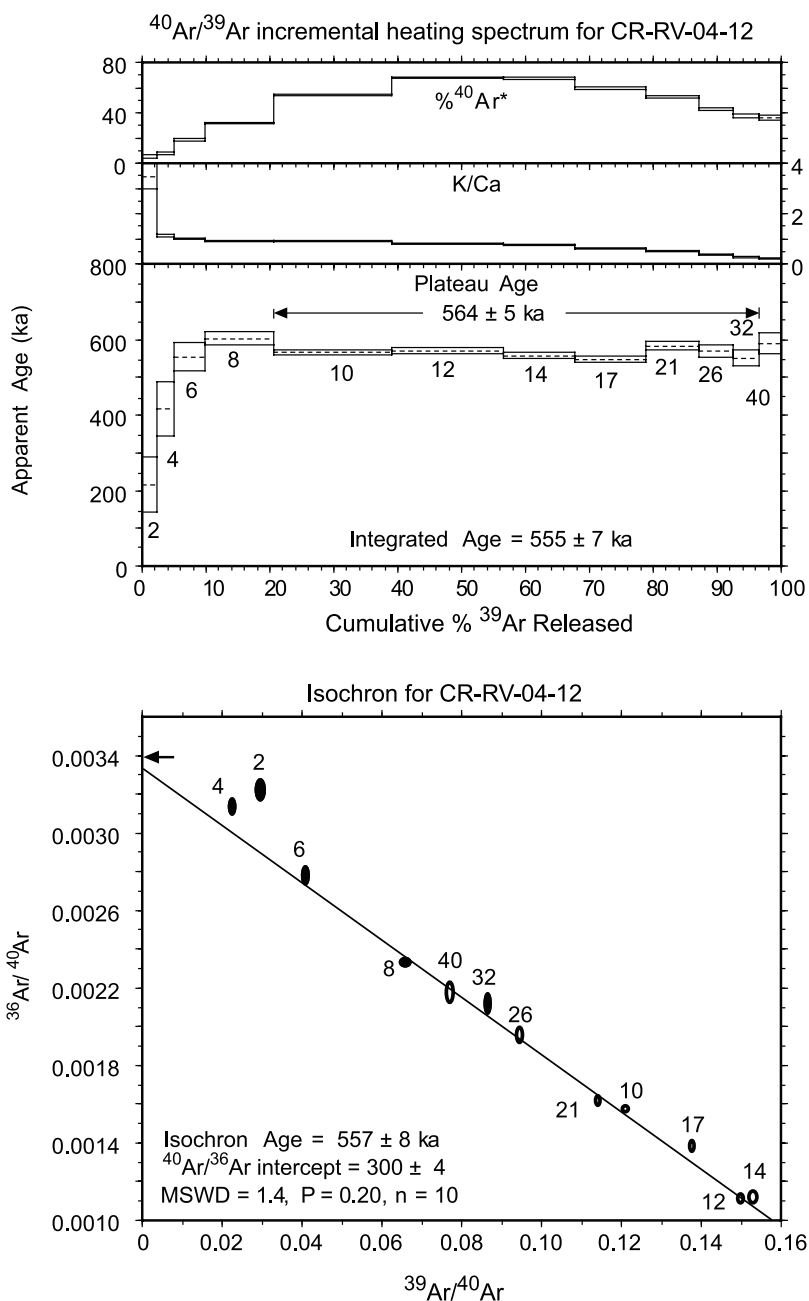 ⁴⁰Ar/³⁹Ar incremental heating spectrum for CR-RV-04-12
80
40
0
%⁴⁰Ar*
4
2
0
K/Ca
800
600
400
200
0
Apparent Age (ka)
Plateau Age
564 ± 5 ka
2
4
6
8
10
12
14
17
21
26
32
40
Integrated Age = 555 ± 7 ka
0 10 20 30 40 50 60 70 80 90 100
Cumulative % ³⁹Ar Released
Isochron for CR-RV-04-12
0.0034
0.0030
0.0026
0.0022
0.0018
0.0014
0.0010
³⁶Ar/⁴⁰Ar
4
2
6
8
40
32
26
21
10
17
12
14
Isochron Age = 557 ± 8 ka
⁴⁰Ar/³⁶Ar intercept = 300 ± 4
MSWD = 1.4, P = 0.20, n = 10
0 0.02 0.04 0.06 0.08 0.10 0.12 0.14 0.16
³⁹Ar/⁴⁰Ar